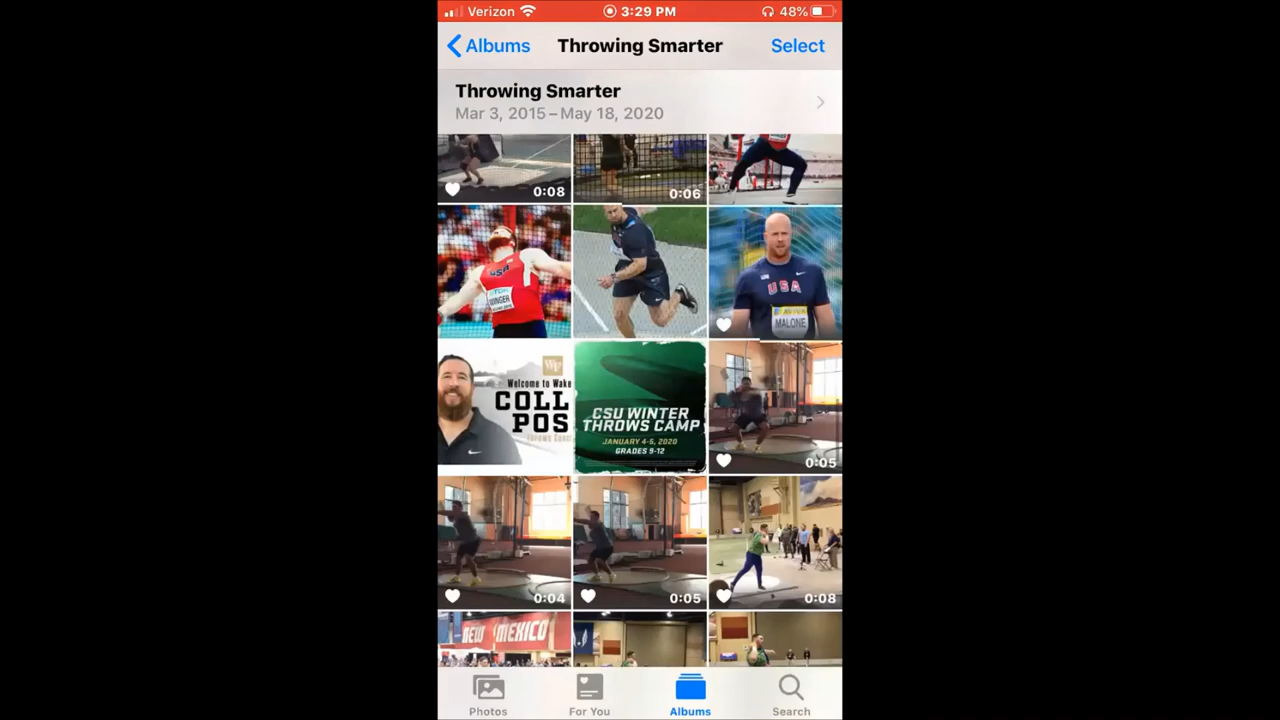 Verizon 3:29 PM 48%
Albums Throwing Smarter Select
Throwing Smarter
Mar 3, 2015 – May 18, 2020
0:08
0:06
USA
USA
MALONE
WF
Welcome to Wake
COLL
POS
CSU WINTER
THROWS CAMP
JANUARY 4-5, 2020
GRADES 9-12
0:05
0:04
0:05
0:08
NEW MEXICO
Photos For You Albums Search